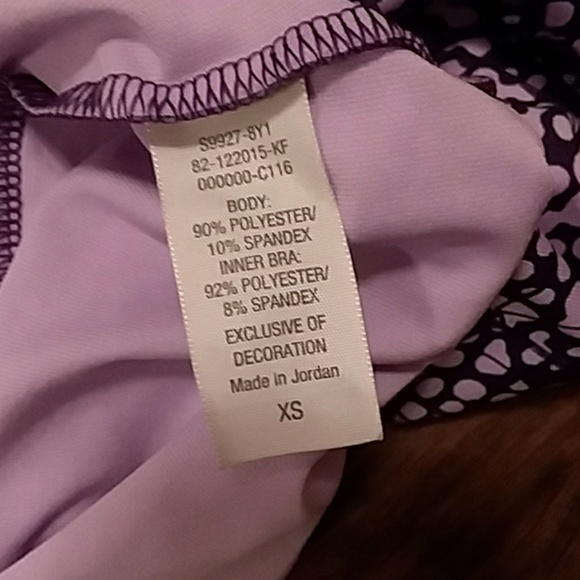 S9927-8Y1
82-122015-KF
000000-C116
BODY:
90% POLYESTER/
10% SPANDEX
INNER BRA:
92% POLYESTER/
8% SPANDEX
EXCLUSIVE OF
DECORATION
Made in Jordan
XS